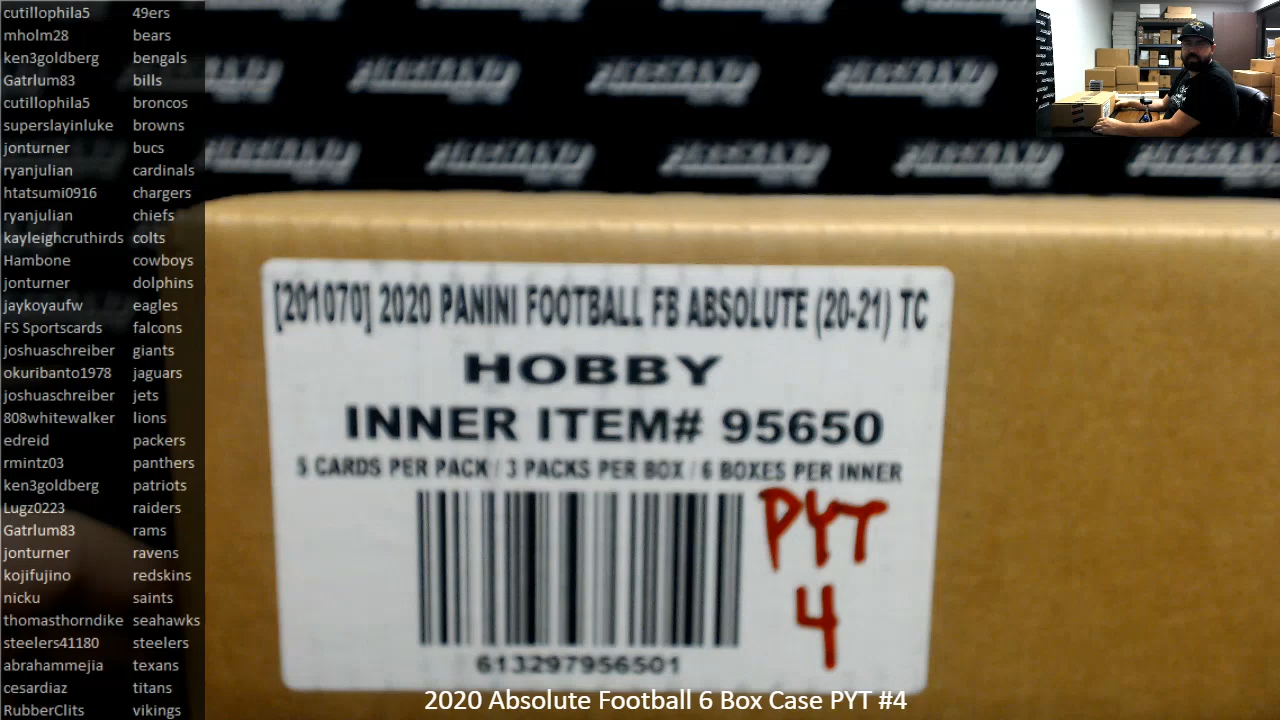 cutillophila5 49ers
mholm28 bears
ken3goldberg bengals
Gatrlum83 bills
cutillophila5 broncos
superslayinluke browns
jonturner bucs
ryanjulian cardinals
htatsumi0916 chargers
ryanjulian chiefs
kayleighcruthirds colts
Hambone cowboys
jonturner dolphins
jaykoyaufw eagles
FS Sportscards falcons
joshuaschreiber giants
okuribanto1978 jaguars
joshuaschreiber jets
808whitewalker lions
edreid packers
rmintz03 panthers
ken3goldberg patriots
Lugz0223 raiders
Gatrlum83 rams
jonturner ravens
kojifujino redskins
nicku saints
thomasthorndike seahawks
steelers41180 steelers
abrahammejia texans
cesardiaz titans
RubberClits vikings
[201070] 2020 PANINI FOOTBALL FB ABSOLUTE (20-21) TC
HOBBY
INNER ITEM# 95650
5 CARDS PER PACK / 3 PACKS PER BOX / 6 BOXES PER INNER
PYT
4
613297956501
2020 Absolute Football 6 Box Case PYT #4